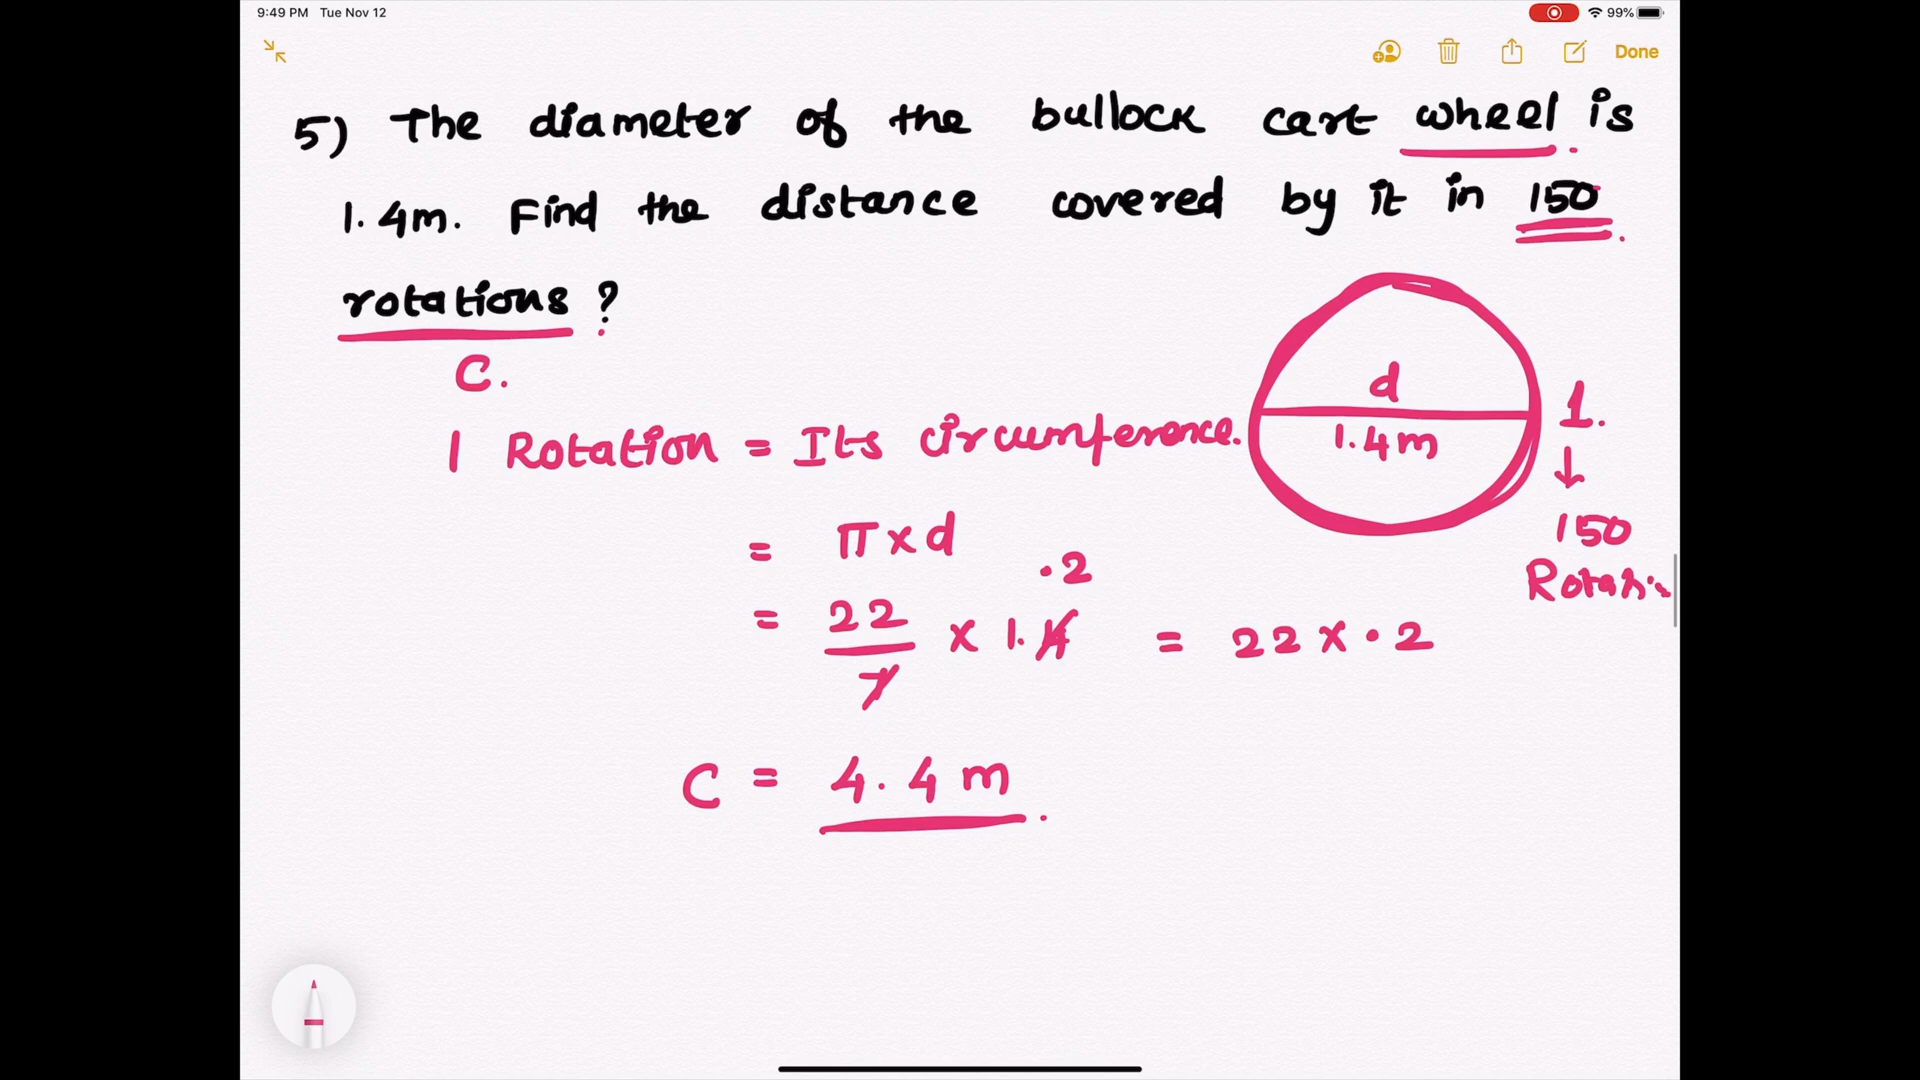 9:49 PM Tue Nov 12
99%
Done
5) The diameter of the bullock cart wheel is
1.4m. Find the distance covered by it in 150
rotations ?
C.
1 Rotation = Its circumference.
d
1.4m
1.
↓
150
= π x d
.2
= 22/7 x 1.4 = 22 x .2
C = 4.4 m.